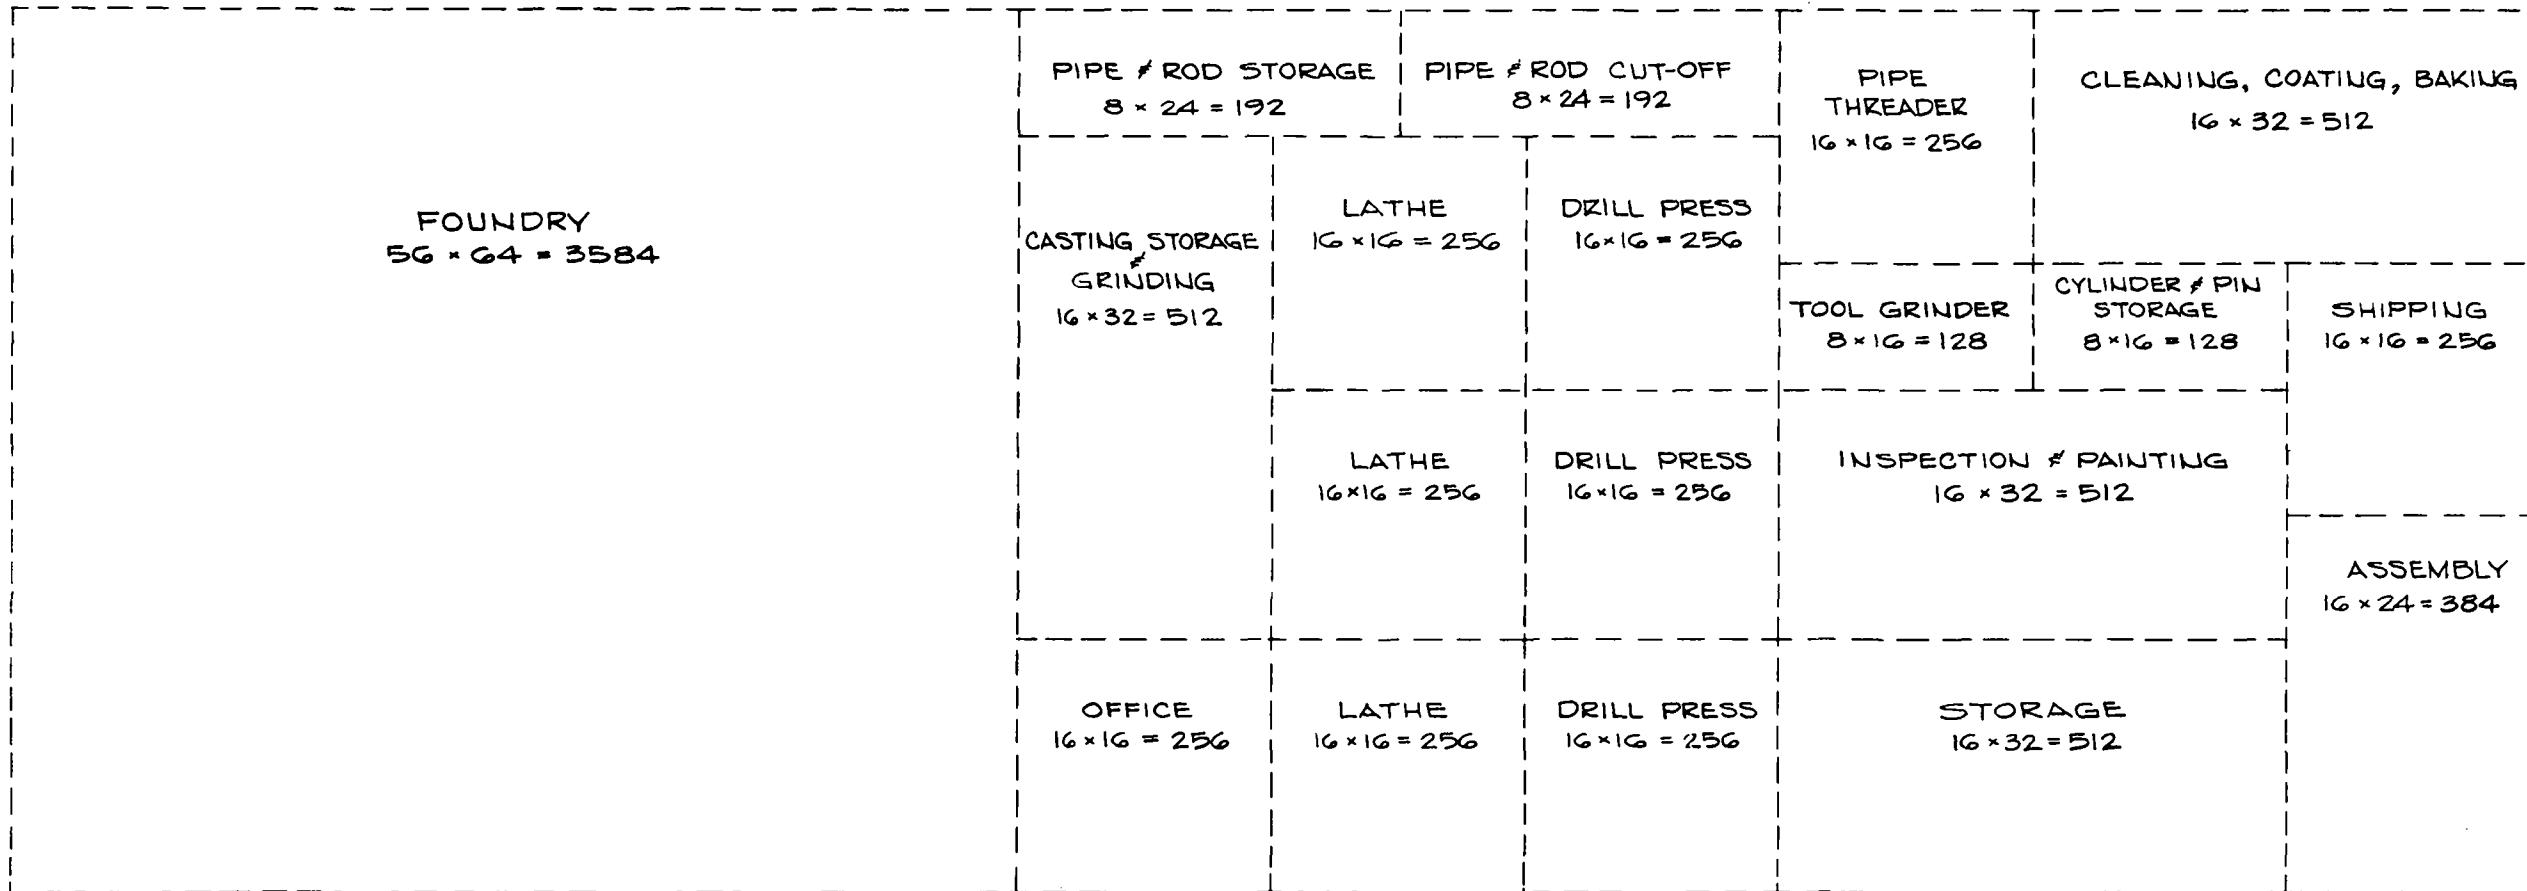 FOUNDRY
56 × 64 = 3584
PIPE & ROD STORAGE
8 × 24 = 192
PIPE & ROD CUT-OFF
8 × 24 = 192
PIPE
THREADER
16 × 16 = 256
CLEANING, COATING, BAKING
16 × 32 = 512
CASTING STORAGE
&
GRINDING
16 × 32 = 512
LATHE
16 × 16 = 256
DRILL PRESS
16 × 16 = 256
TOOL GRINDER
8 × 16 = 128
CYLINDER & PIN
STORAGE
8 × 16 = 128
SHIPPING
16 × 16 = 256
LATHE
16 × 16 = 256
DRILL PRESS
16 × 16 = 256
INSPECTION & PAINTING
16 × 32 = 512
ASSEMBLY
16 × 24 = 384
OFFICE
16 × 16 = 256
LATHE
16 × 16 = 256
DRILL PRESS
16 × 16 = 256
STORAGE
16 × 32 = 512